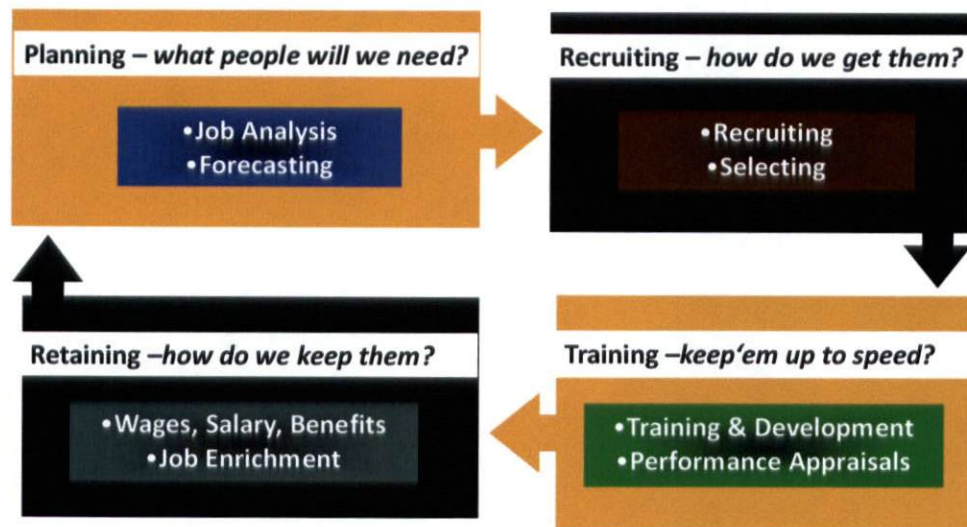 Planning – what people will we need?
•Job Analysis
•Forecasting
Recruiting – how do we get them?
•Recruiting
•Selecting
Retaining –how do we keep them?
•Wages, Salary, Benefits
•Job Enrichment
Training –keep‘em up to speed?
•Training & Development
•Performance Appraisals